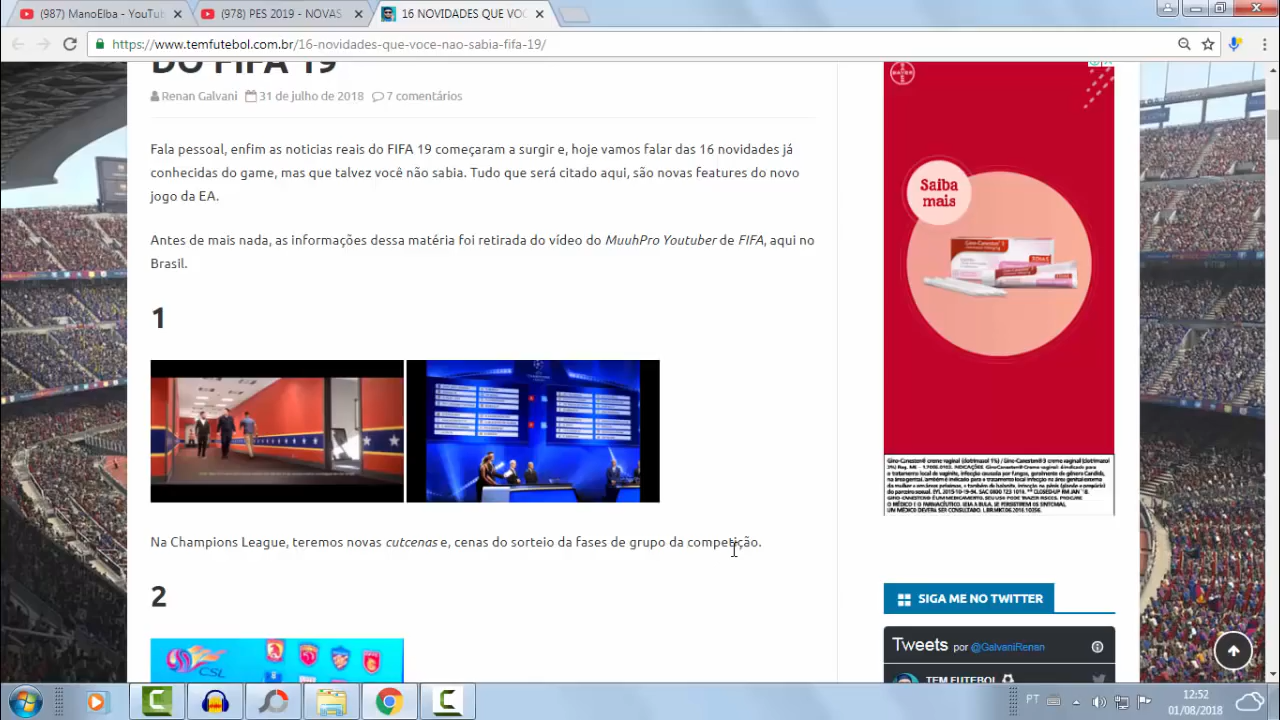 (987) ManoElba - YouTub
(978) PES 2019 - NOVAS
16 NOVIDADES QUE VOC
https://www.temfutebol.com.br/16-novidades-que-voce-nao-sabia-fifa-19/
DO FIFA 19
Renan Galvani 31 de julho de 2018 7 comentários
Fala pessoal, enfim as noticias reais do FIFA 19 começaram a surgir e, hoje vamos falar das 16 novidades já
conhecidas do game, mas que talvez você não sabia. Tudo que será citado aqui, são novas features do novo
jogo da EA.
Antes de mais nada, as informações dessa matéria foi retirada do vídeo do MuuhPro Youtuber de FIFA, aqui no
Brasil.
1
Na Champions League, teremos novas cutcenas e, cenas do sorteio da fases de grupo da competição.
2
CSL
BAYER
Saiba
mais
Gino-Canesten
SIGA ME NO TWITTER
Tweets por @GalvaniRenan
TEM FUTEBOL
PT
12:52
01/08/2018